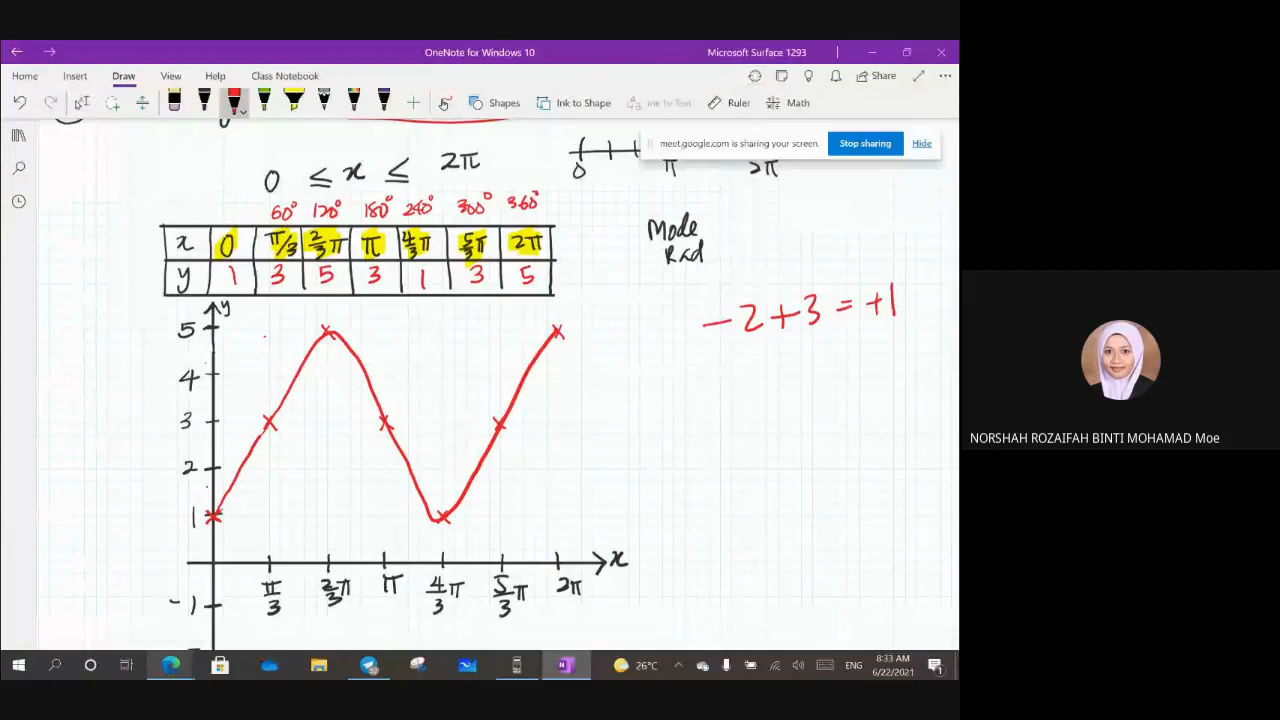 OneNote for Windows 10
Microsoft Surface 1293
Home Insert Draw View Help Class Notebook
Share
Shapes Ink to Shape Ink to Text Ruler Math
meet.google.com is sharing your screen. Stop sharing Hide
0 π 2π
0 ≤ x ≤ 2π
60° 120° 180° 240° 300° 360°
x 0 π/3 2/3π π 4/3π 5/3π 2π
y 1 3 5 3 1 3 5
Mode
Rad
-2+3 = +1
y
5
4
3
2
1
x
π/3 2/3π π 4/3π 5/3π 2π
-1
NORSHAH ROZAIFAH BINTI MOHAMAD Moe
26°C
ENG
8:33 AM
6/22/2021